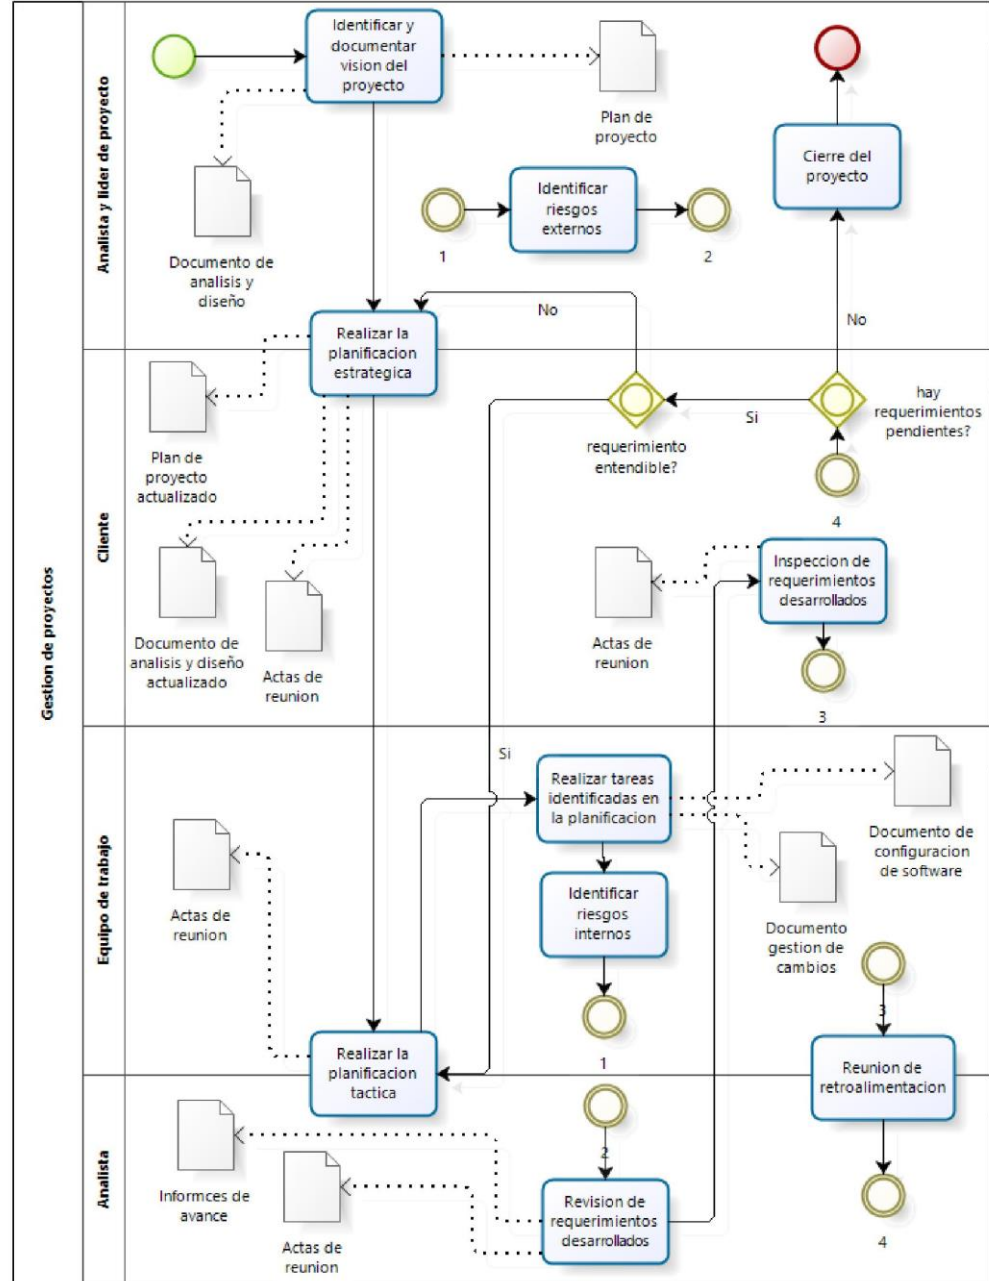 Gestion de proyectos
Analista y lider de proyecto
Identificar y
documentar
vision del
proyecto
Plan de
proyecto
Documento de
analisis y
diseño
1
Identificar
riesgos
externos
2
Cierre del
proyecto
No
No
Realizar la
planificacion
estrategica
Cliente
Plan de
proyecto
actualizado
Documento de
analisis y diseño
actualizado
Actas de
reunion
requerimiento
entendible?
Si
hay
requerimientos
pendientes?
4
Inspeccion de
requerimientos
desarrollados
Actas de
reunion
3
Equipo de trabajo
Si
Realizar tareas
identificadas en
la planificacion
Documento de
configuracion
de software
Documento
gestion de
cambios
Identificar
riesgos
internos
1
Actas de
reunion
Realizar la
planificacion
tactica
3
Reunion de
retroalimentacion
4
Analista
2
Revision de
requerimientos
desarrollados
Informces de
avance
Actas de
reunion